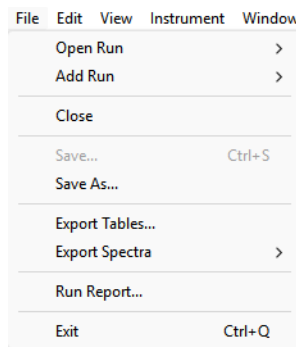 File Edit View Instrument Window
Open Run >
Add Run >
Close
Save... Ctrl+S
Save As...
Export Tables...
Export Spectra >
Run Report...
Exit Ctrl+Q